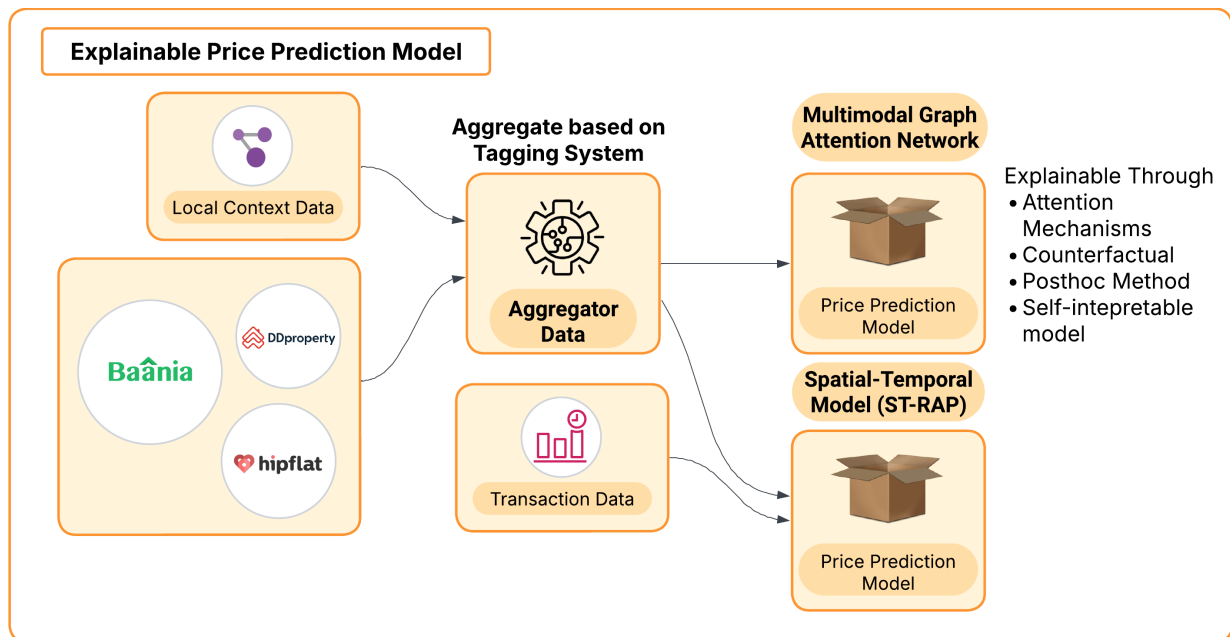 Explainable Price Prediction Model
Local Context Data
Baânia
DDproperty
hipflat
Aggregate based on
Tagging System
Aggregator
Data
Transaction Data
Multimodal Graph
Attention Network
Price Prediction
Model
Explainable Through
• Attention
Mechanisms
• Counterfactual
• Posthoc Method
• Self-intepretable
model
Spatial-Temporal
Model (ST-RAP)
Price Prediction
Model